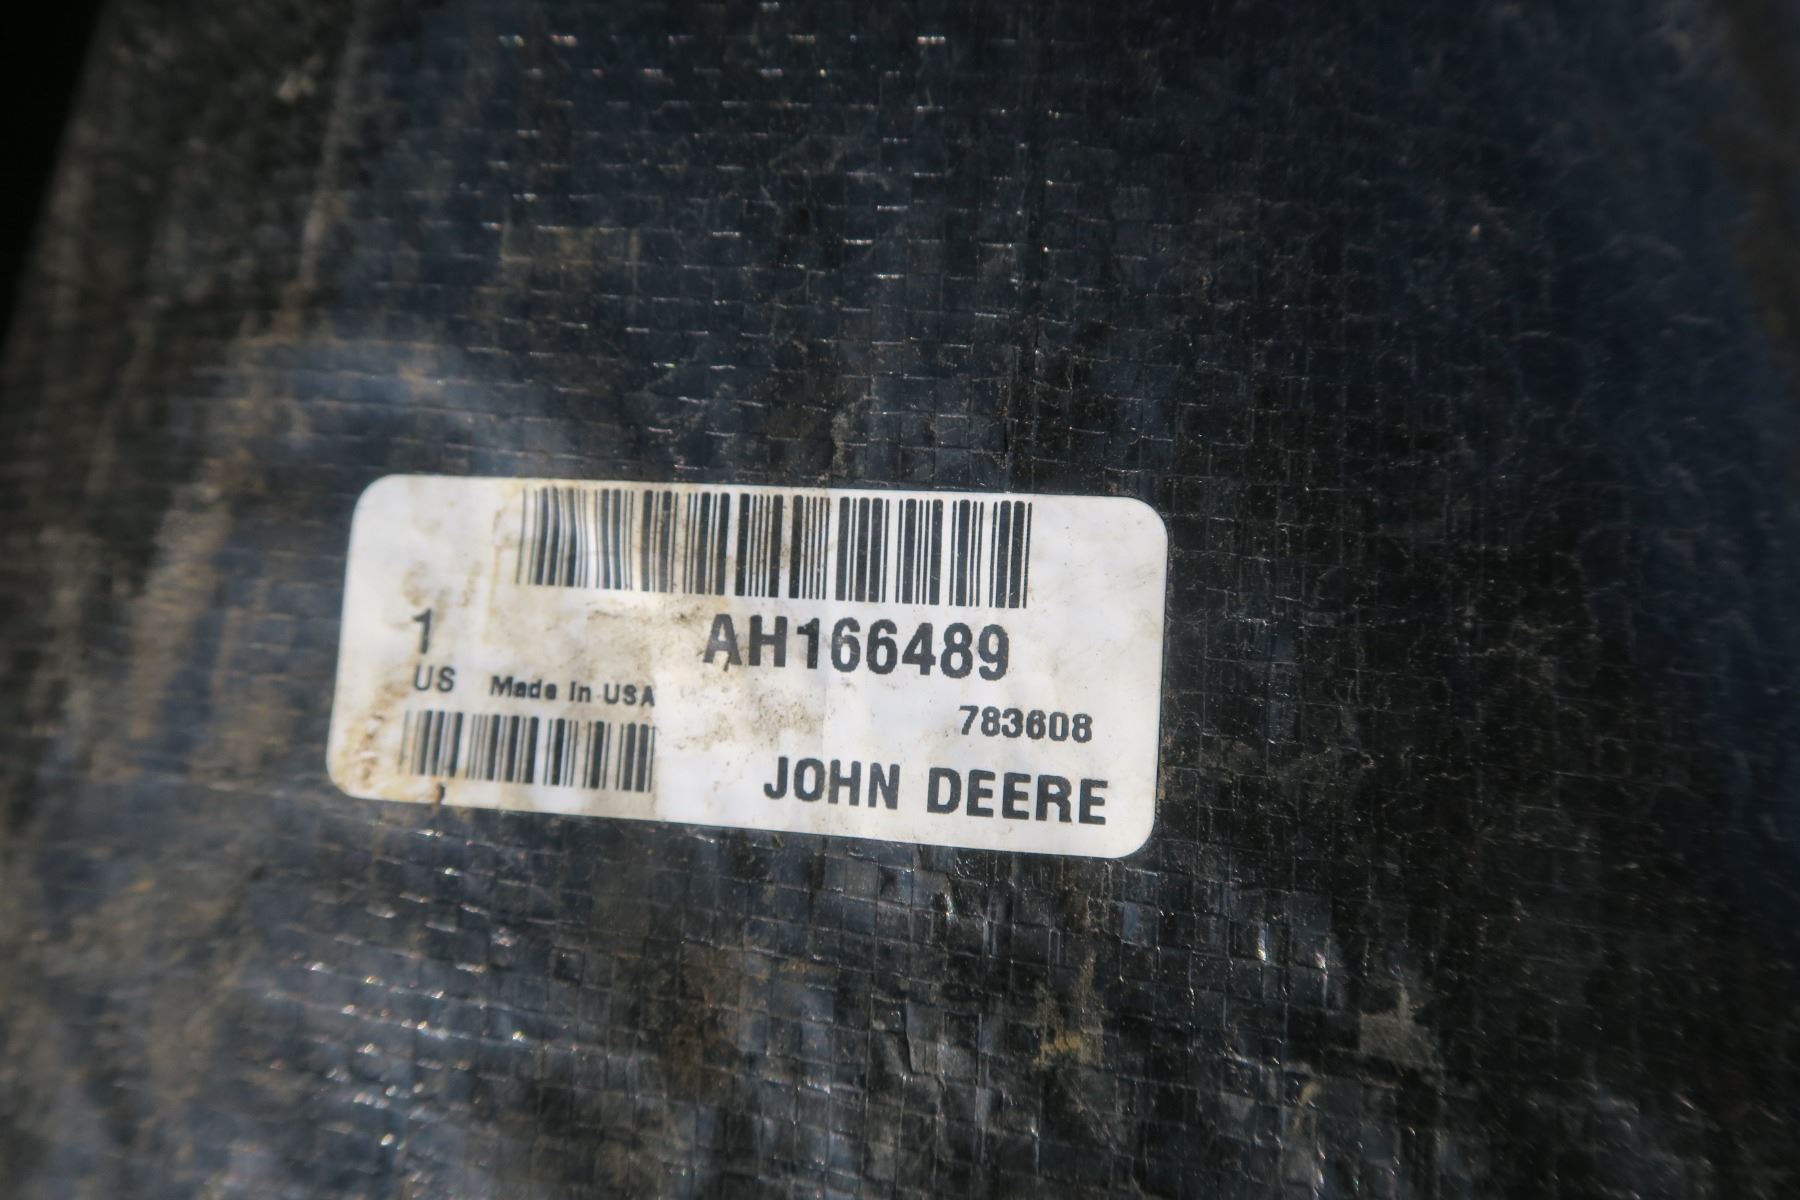 AH166489
1
US Made in USA
783608
JOHN DEERE